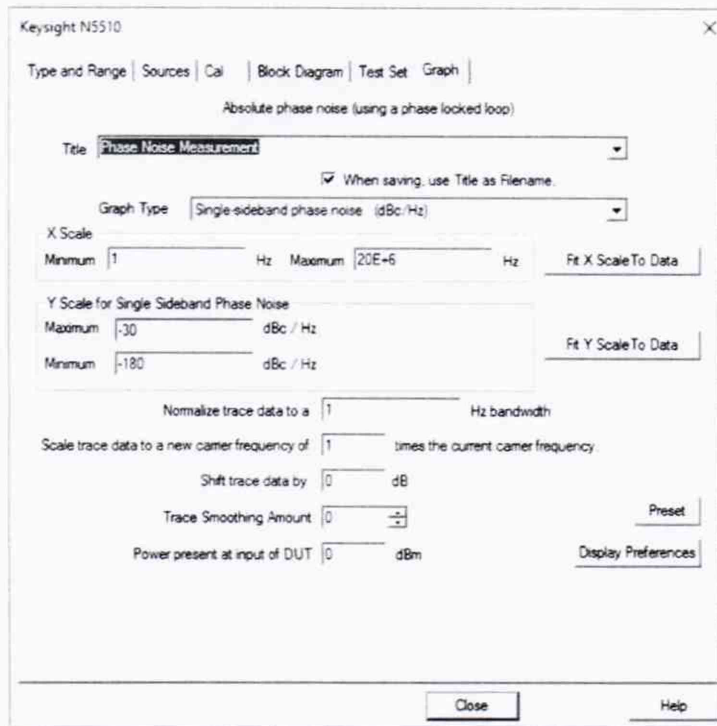 Keysight N5510
Type and Range Sources Cal Block Diagram Test Set Graph
Absolute phase noise (using a phase locked loop)
Title Phase Noise Measurement
When saving, use Title as Filename.
Graph Type Single-sideband phase noise (dBc/Hz)
X Scale
Minimum 1 Hz Maximum 20E+6 Hz Fit X Scale To Data
Y Scale for Single Sideband Phase Noise
Maximum -30 dBc / Hz
Fit Y Scale To Data
Minimum -180 dBc / Hz
Normalize trace data to a 1 Hz bandwidth
Scale trace data to a new carrier frequency of 1 times the current carrier frequency.
Shift trace data by 0 dB
Trace Smoothing Amount 0 Preset
Power present at input of DUT 0 dBm Display Preferences
Close Help